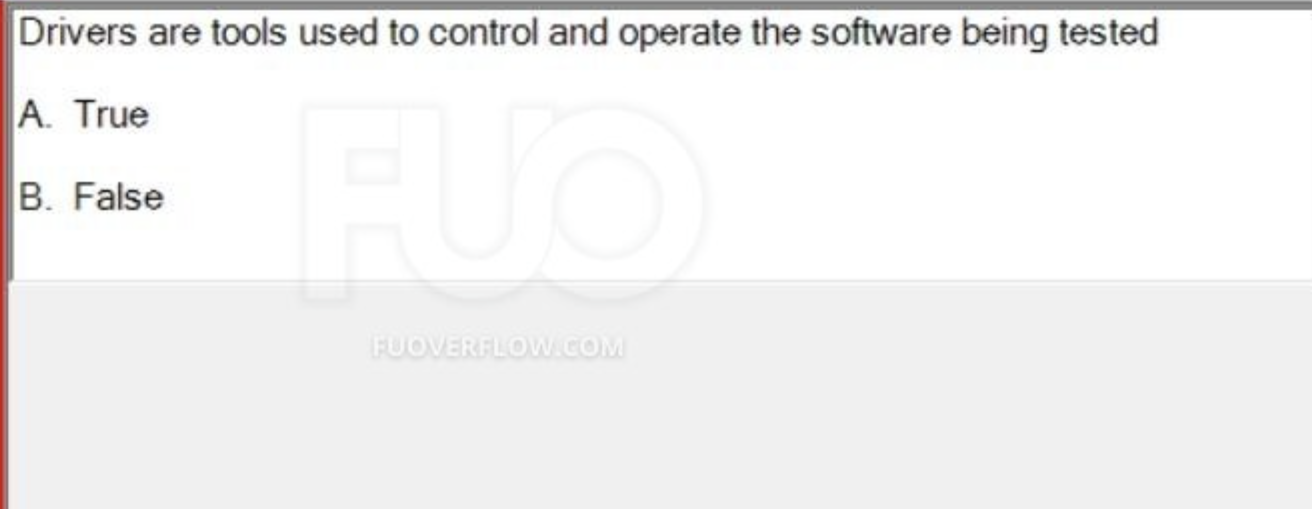 Drivers are tools used to control and operate the software being tested
A. True
B. False
FUO
FUOVERFLOW.COM